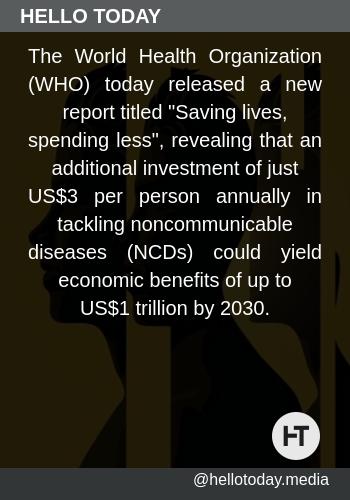 HELLO TODAY
The World Health Organization
(WHO) today released a new
report titled "Saving lives,
spending less", revealing that an
additional investment of just
US$3 per person annually in
tackling noncommunicable
diseases (NCDs) could yield
economic benefits of up to
US$1 trillion by 2030.
HT
@hellotoday.media